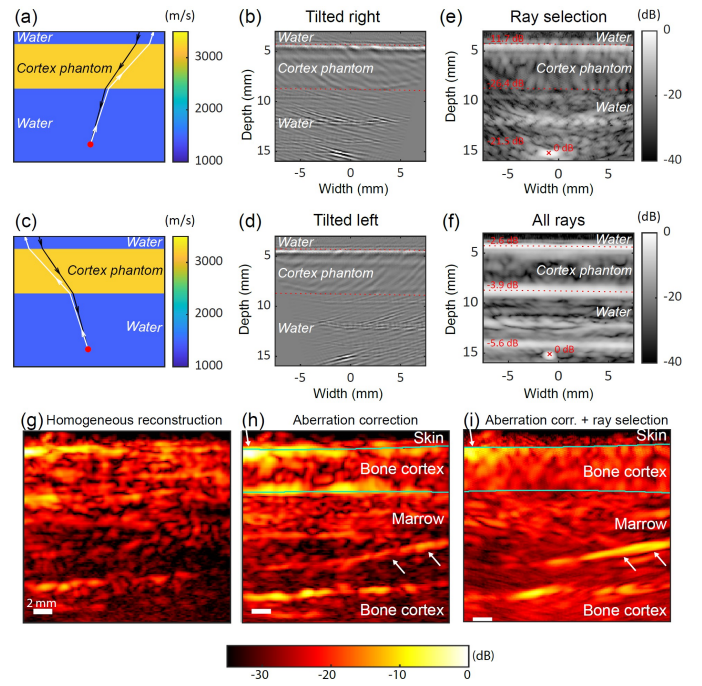 (a)
(m/s)
Water
Cortex phantom
Water
3000
2000
1000
(b)
Tilted right
Water
Cortex phantom
Water
5
10
15
Depth (mm)
-5
0
5
Width (mm)
(e)
Ray selection
(dB)
Water
Cortex phantom
Water
0 dB
5
10
15
Depth (mm)
-5
0
5
Width (mm)
0
-20
-40
(c)
(m/s)
Water
Cortex phantom
Water
3000
2000
1000
(d)
Tilted left
Water
Cortex phantom
Water
5
10
15
Depth (mm)
-5
0
5
Width (mm)
(f)
All rays
(dB)
Water
Cortex phantom
-3.9 dB
Water
-5.6 dB
0 dB
5
10
15
Depth (mm)
-5
0
5
Width (mm)
0
-20
-40
(g) Homogeneous reconstruction
2 mm
(h) Aberration correction
Skin
Bone cortex
Marrow
Bone cortex
(i) Aberration corr. + ray selection
Skin
Bone cortex
Marrow
Bone cortex
-30
-20
-10
0
(dB)